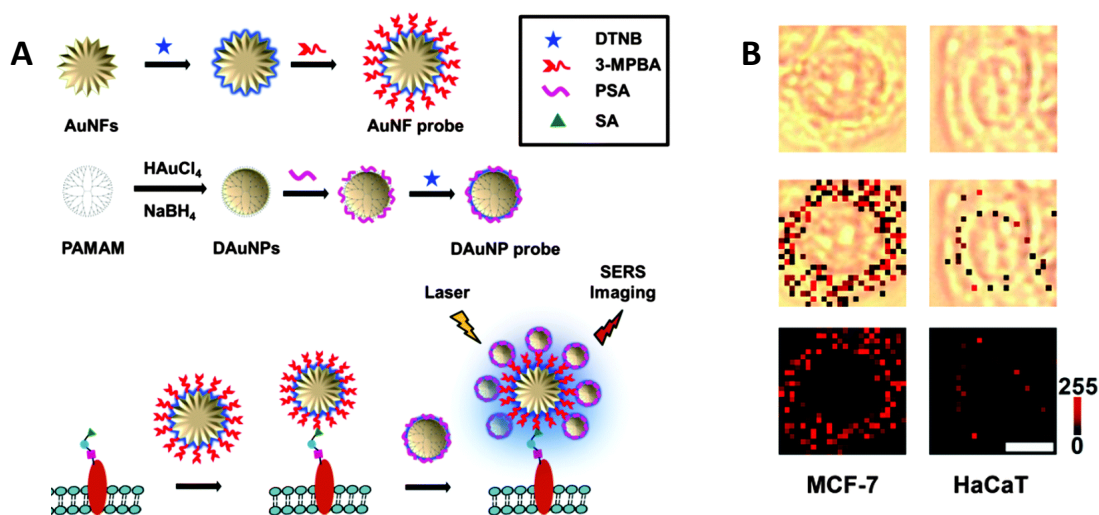 A
DTNB
3-MPBA
PSA
SA
AuNFs
AuNF probe
HAuCl₄
NaBH₄
PAMAM
DAuNPs
DAuNP probe
Laser
SERS
Imaging
B
255
0
MCF-7
HaCaT